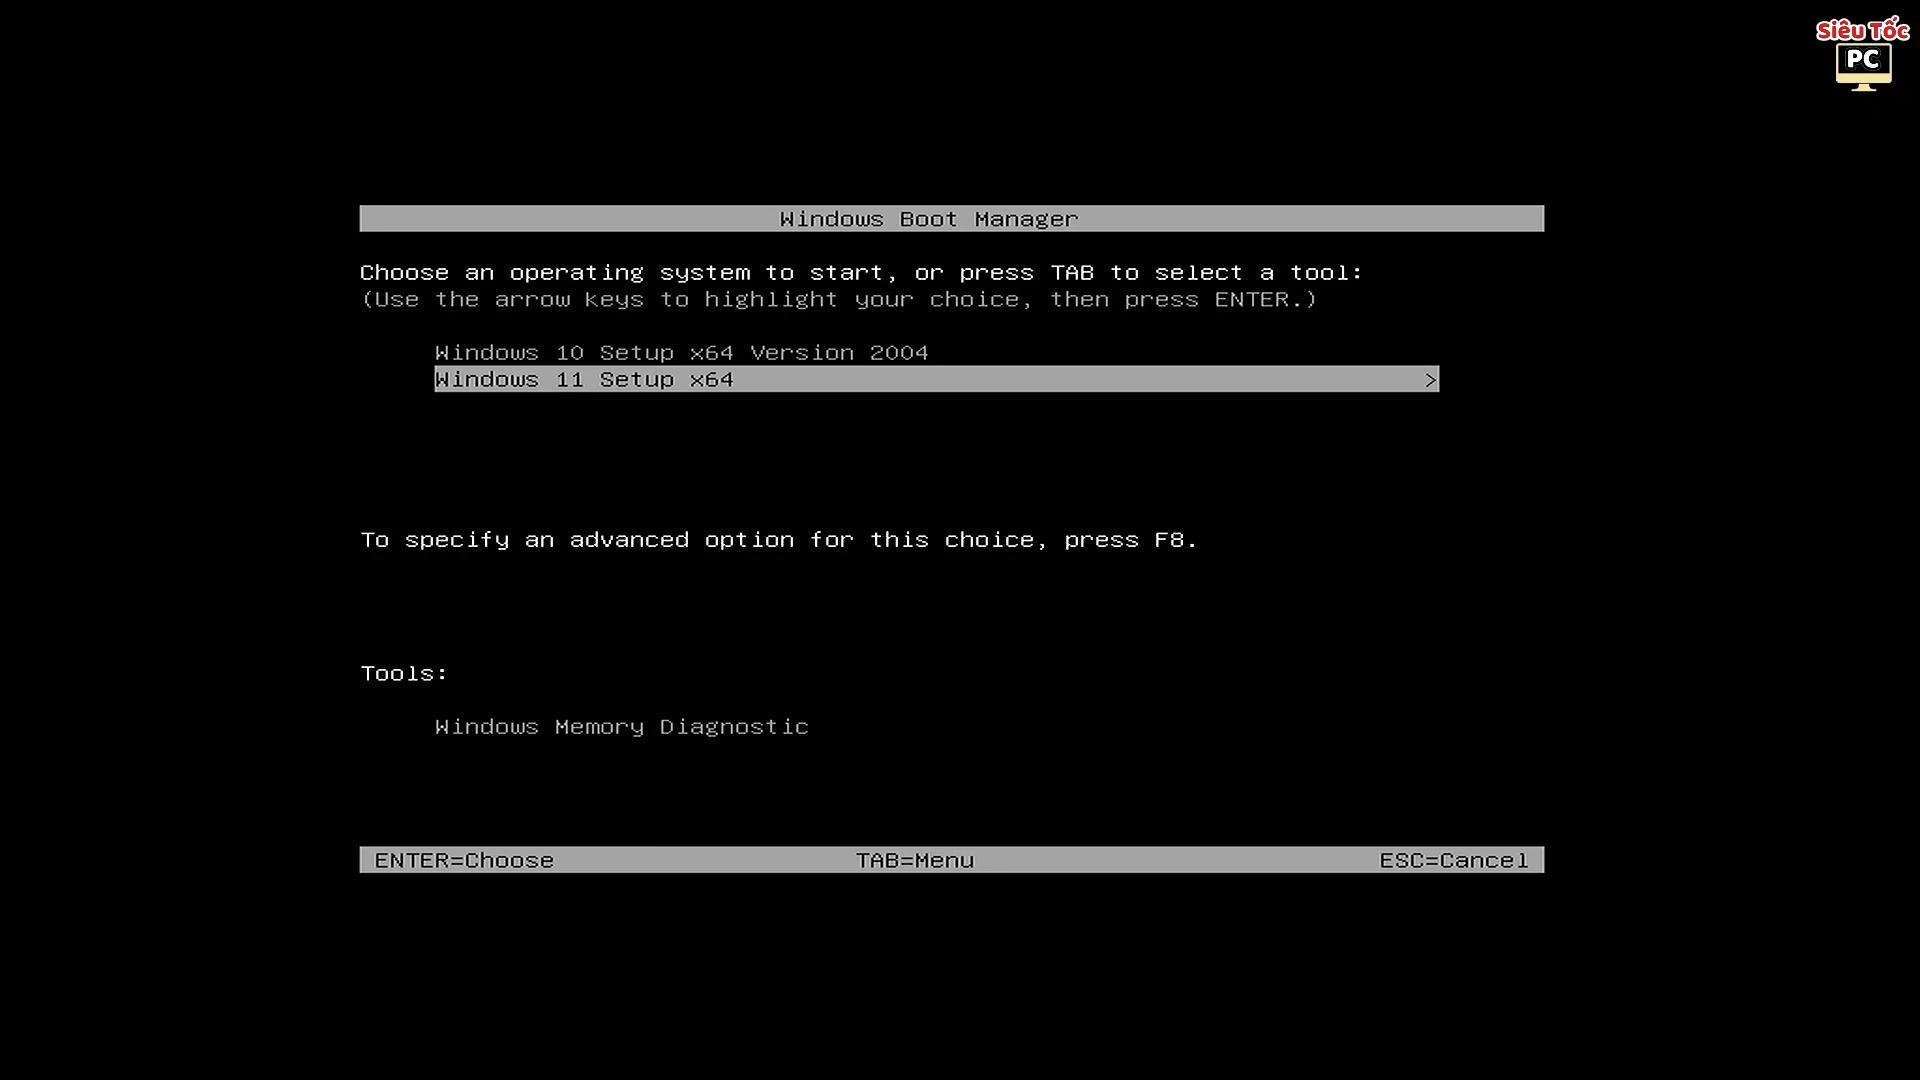 Siêu Tốc
PC
Windows Boot Manager
Choose an operating system to start, or press TAB to select a tool:
(Use the arrow keys to highlight your choice, then press ENTER.)
Windows 10 Setup x64 Version 2004
Windows 11 Setup x64 >
To specify an advanced option for this choice, press F8.
Tools:
Windows Memory Diagnostic
ENTER=Choose TAB=Menu ESC=Cancel